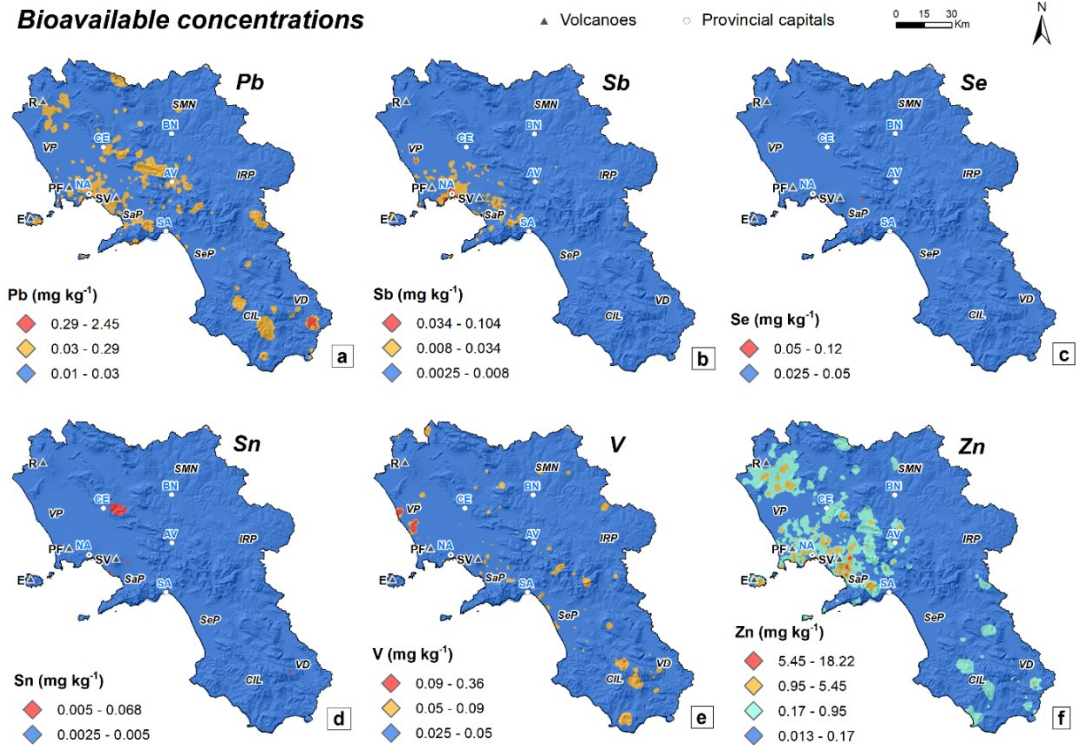 Bioavailable concentrations
▲ Volcanoes
○ Provincial capitals
0 15 30
Km
N
Pb
R
SMN
BN
CE
VP
AV
IRP
PF
NA
SV
E
SaP
SA
SeP
VD
CIL
Pb (mg kg⁻¹)
0.29 - 2.45
0.03 - 0.29
0.01 - 0.03
a
Sb
R
SMN
BN
CE
VP
AV
IRP
PF
NA
SV
E
SaP
SA
SeP
VD
CIL
Sb (mg kg⁻¹)
0.034 - 0.104
0.008 - 0.034
0.0025 - 0.008
b
Se
R
SMN
BN
CE
VP
AV
IRP
PF
NA
SV
E
SaP
SA
SeP
VD
CIL
Se (mg kg⁻¹)
0.05 - 0.12
0.025 - 0.05
c
Sn
R
SMN
BN
CE
VP
AV
IRP
PF
NA
SV
E
SaP
SA
SeP
VD
CIL
Sn (mg kg⁻¹)
0.005 - 0.068
0.0025 - 0.005
d
V
R
SMN
BN
CE
VP
AV
IRP
PF
NA
SV
E
SaP
SA
SeP
VD
CIL
V (mg kg⁻¹)
0.09 - 0.36
0.05 - 0.09
0.025 - 0.05
e
Zn
R
SMN
BN
CE
VP
AV
IRP
PF
NA
SV
E
SaP
SA
SeP
VD
CIL
Zn (mg kg⁻¹)
5.45 - 18.22
0.95 - 5.45
0.17 - 0.95
0.013 - 0.17
f